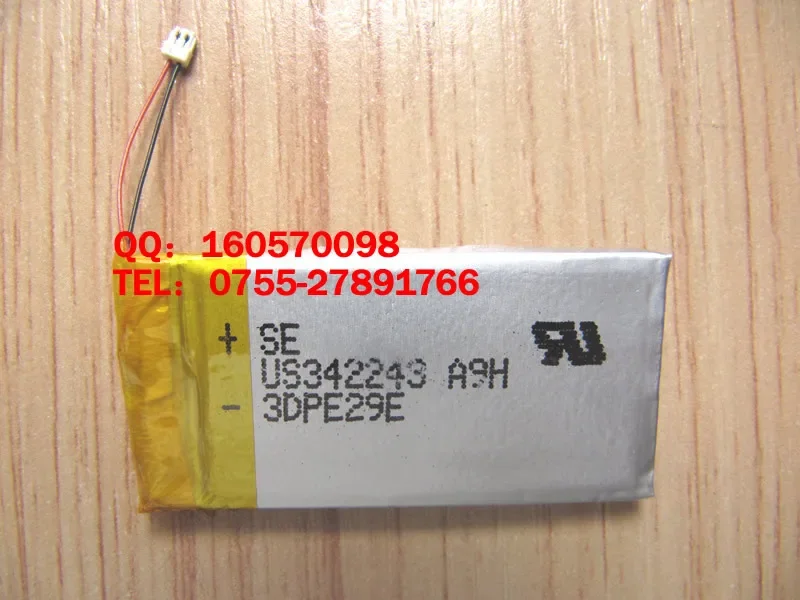 QQ：160570098
TEL：0755-27891766
+ SE
US342243 A9H
- 3DPE29E